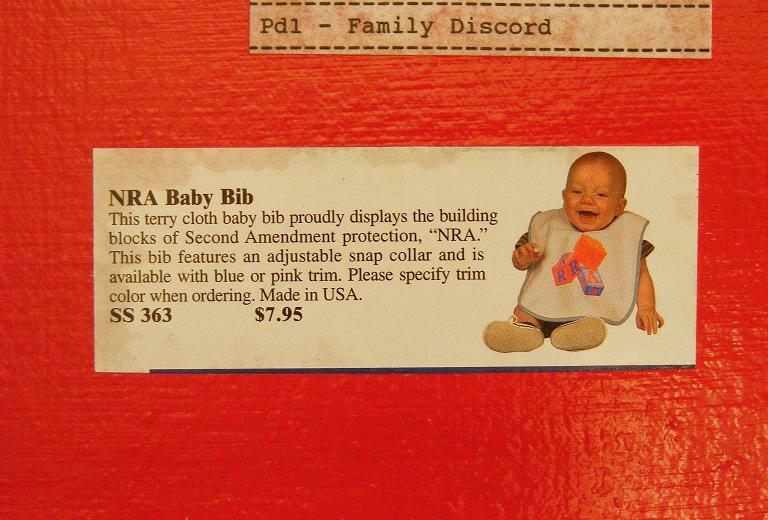 Pd1 - Family Discord
NRA Baby Bib
This terry cloth baby bib proudly displays the building
blocks of Second Amendment protection, “NRA.”
This bib features an adjustable snap collar and is
available with blue or pink trim. Please specify trim
color when ordering. Made in USA.
SS 363 $7.95
N R A